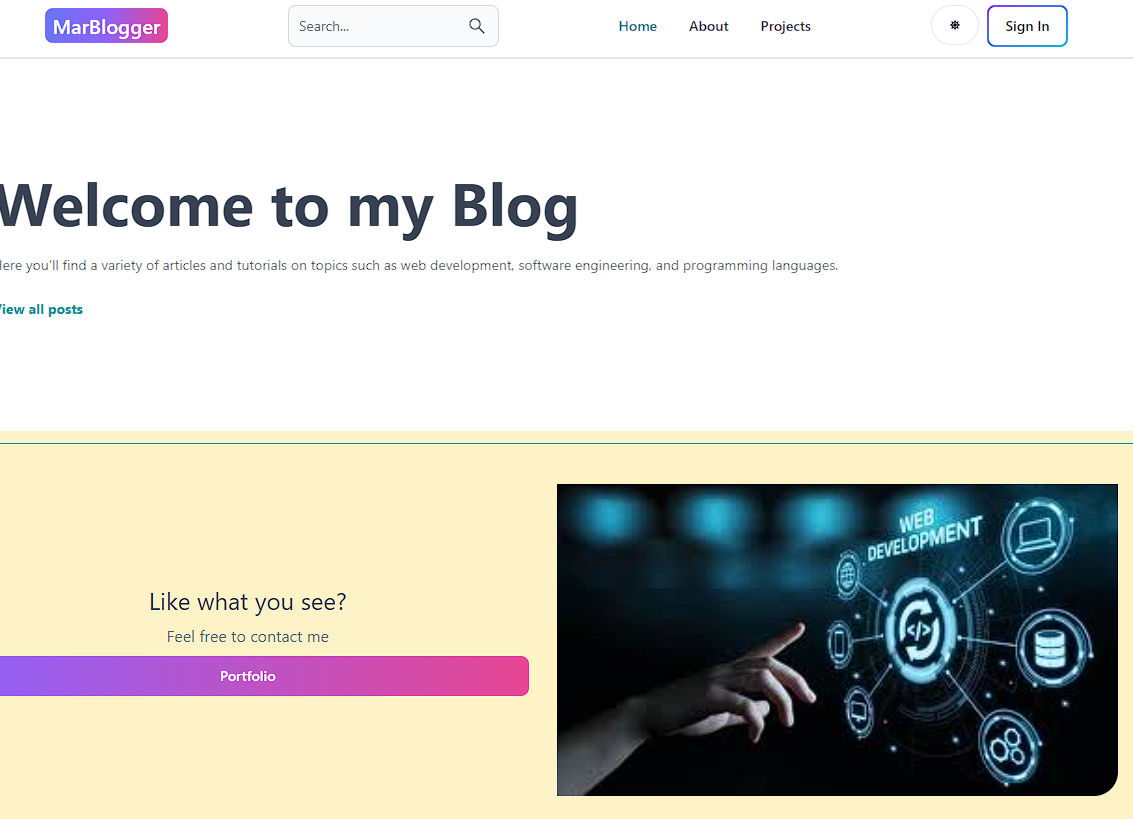 MarBlogger
Search...
Home
About
Projects
Sign In
Welcome to my Blog
Here you'll find a variety of articles and tutorials on topics such as web development, software engineering, and programming languages.
View all posts
Like what you see?
Feel free to contact me
Portfolio
WEB
DEVELOPMENT
</>